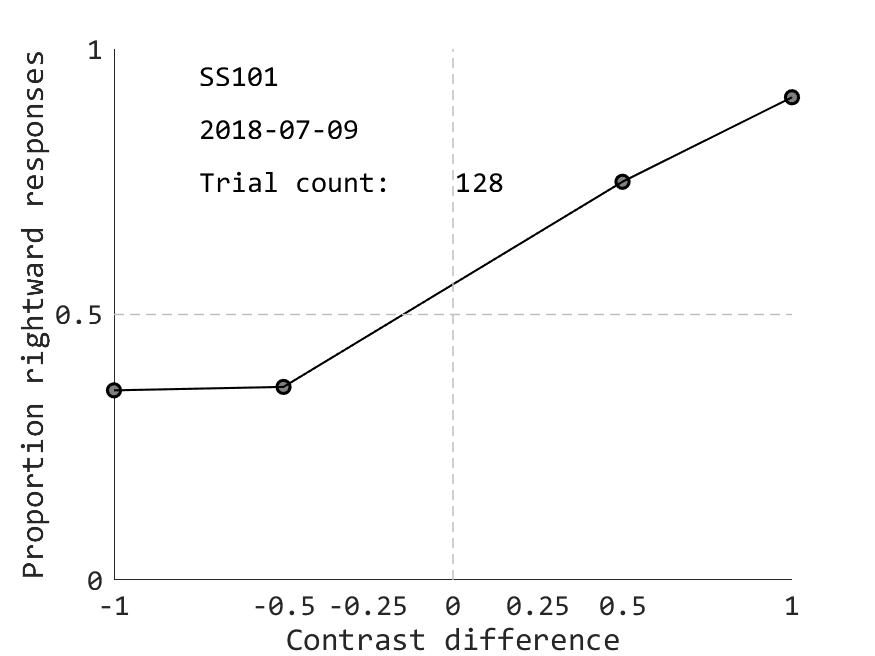 Proportion rightward responses
1
0.5
0
SS101
2018-07-09
Trial count: 128
-1 -0.5 -0.25 0 0.25 0.5 1
Contrast difference